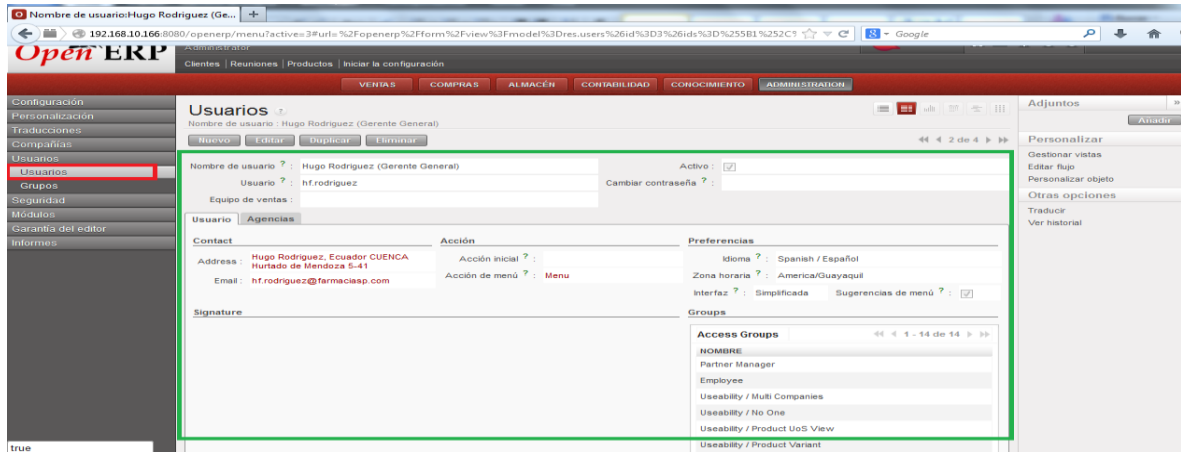 Nombre de usuario:Hugo Rodriguez (Ge...
192.168.10.166:8080/openerp/menu?active=3#url=%2Fopenerp%2Fform%2Fview%3Fmodel%3Dres.users%26id%3D3%26ids%3D%255B1%252C
Google
Open ERP
Administrator
Clientes | Reuniones | Productos | Iniciar la configuración
VENTAS COMPRAS ALMACÉN CONTABILIDAD CONOCIMIENTO ADMINISTRATION
Configuración
Personalización
Traducciones
Compañías
Usuarios
Usuarios
Grupos
Seguridad
Módulos
Garantía del editor
Informes
true
Usuarios
Nombre de usuario : Hugo Rodriguez (Gerente General)
Nuevo Editar Duplicar Eliminar
2 de 4
Nombre de usuario ? : Hugo Rodriguez (Gerente General)
Activo :
Usuario ? : hf.rodriguez
Cambiar contraseña ? :
Equipo de ventas :
Usuario Agencias
Contact
Address : Hugo Rodriguez, Ecuador CUENCA
Hurtado de Mendoza 5-41
Email : hf.rodriguez@farmaciasp.com
Acción
Acción inicial ? :
Acción de menú ? : Menu
Preferencias
Idioma ? : Spanish / Español
Zona horaria ? : America/Guayaquil
Interfaz ? : Simplificada Sugerencias de menú ? :
Signature
Groups
Access Groups
1 - 14 de 14
NOMBRE
Partner Manager
Employee
Useability / Multi Companies
Useability / No One
Useability / Product UoS View
Useability / Product Variant
Adjuntos
Añadir
Personalizar
Gestionar vistas
Editar flujo
Personalizar objeto
Otras opciones
Traducir
Ver historial